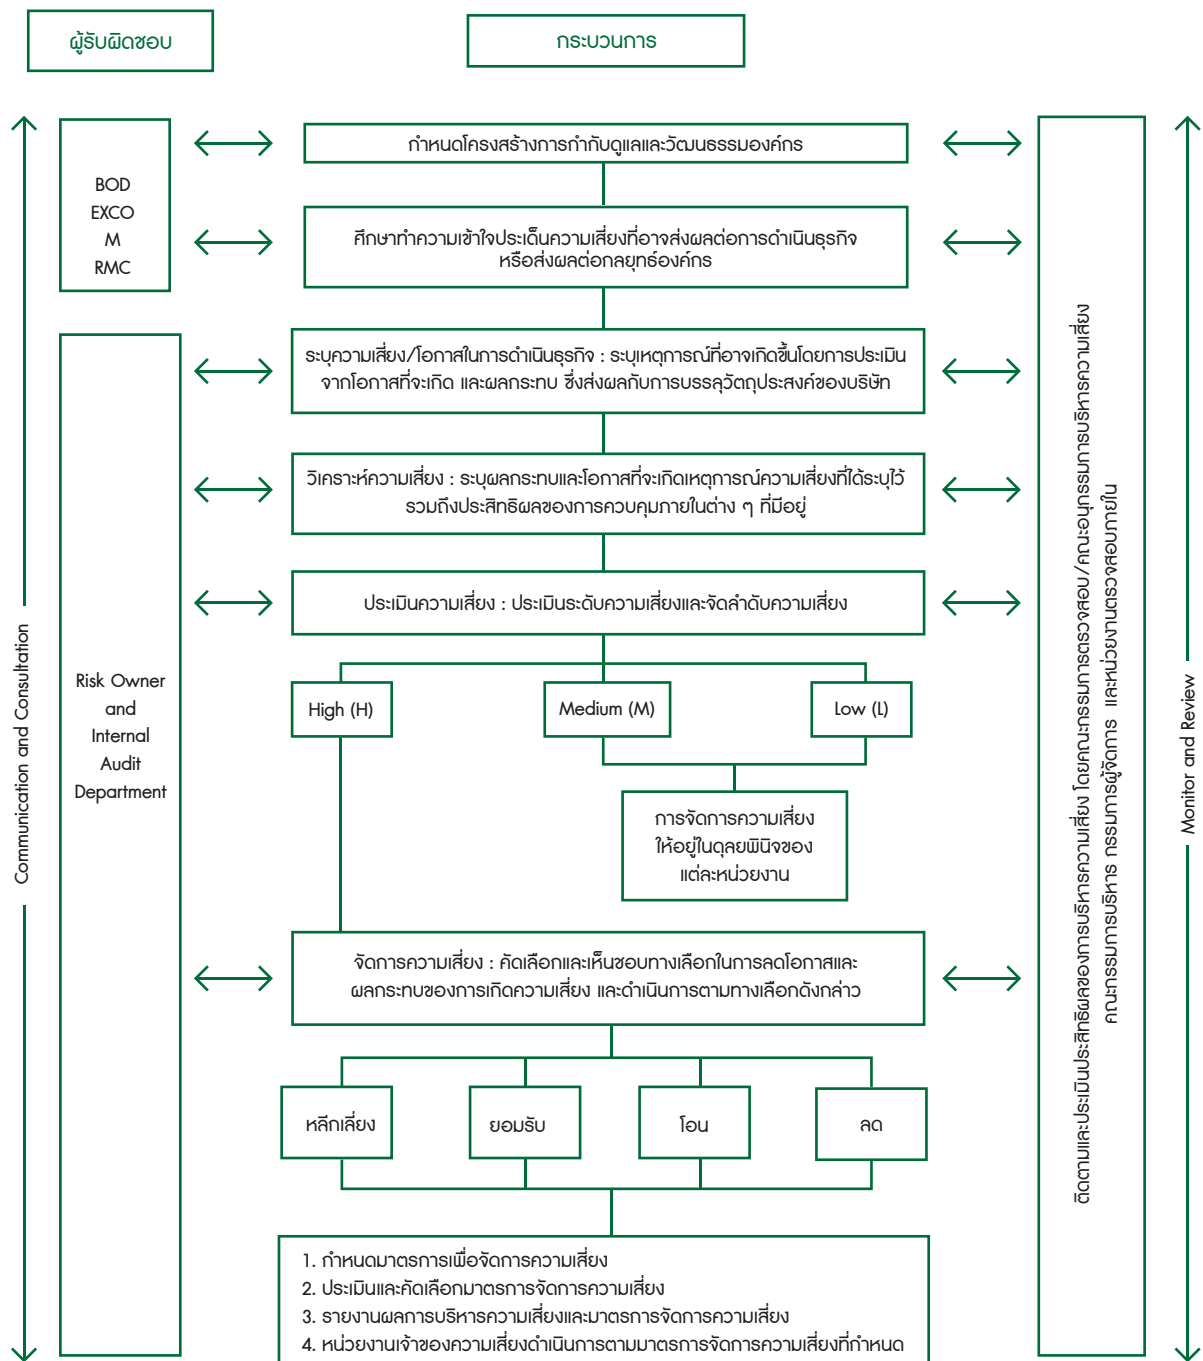 ผู้รับผิดชอบ
กระบวนการ
BOD
EXCO
M
RMC
กำหนดโครงสร้างการกำกับดูแลและวัฒนธรรมองค์กร
ศึกษาทำความเข้าใจประเด็นความเสี่ยงที่อาจส่งผลต่อการดำเนินธุรกิจ
หรือส่งผลต่อกลยุทธ์องค์กร
ระบุความเสี่ยง/โอกาสในการดำเนินธุรกิจ : ระบุเหตุการณ์ที่อาจเกิดขึ้นโดยการประเมิน
จากโอกาสที่จะเกิด และผลกระทบ ซึ่งส่งผลกับการบรรลุวัตถุประสงค์ของบริษัท
วิเคราะห์ความเสี่ยง : ระบุผลกระทบและโอกาสที่จะเกิดเหตุการณ์ความเสี่ยงที่ได้ระบุไว้
รวมถึงประสิทธิผลของการควบคุมภายในต่าง ๆ ที่มีอยู่
ประเมินความเสี่ยง : ประเมินระดับความเสี่ยงและจัดลำดับความเสี่ยง
High (H)
Medium (M)
Low (L)
Risk Owner
and
Internal
Audit
Department
การจัดการความเสี่ยง
ให้อยู่ในดุลยพินิจของ
แต่ละหน่วยงาน
จัดการความเสี่ยง : คัดเลือกและเห็นชอบทางเลือกในการลดโอกาสและ
ผลกระทบของการเกิดความเสี่ยง และดำเนินการตามทางเลือกดังกล่าว
หลีกเลี่ยง
ยอมรับ
โอน
ลด
1. กำหนดมาตรการเพื่อจัดการความเสี่ยง
2. ประเมินและคัดเลือกมาตรการจัดการความเสี่ยง
3. รายงานผลการบริหารความเสี่ยงและมาตรการจัดการความเสี่ยง
4. หน่วยงานเจ้าของความเสี่ยงดำเนินการตามมาตรการจัดการความเสี่ยงที่กำหนด
Communication and Consultation
ติดตามและประเมินประสิทธิผลของการบริหารความเสี่ยง โดยคณะกรรมการตรวจสอบ/คณะอนุกรรมการบริหารความเสี่ยง
คณะกรรมการบริหาร กรรมการผู้จัดการ และหน่วยงานตรวจสอบภายใน
Monitor and Review